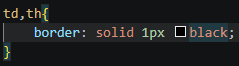 td,th{
    border: solid 1px black;
}